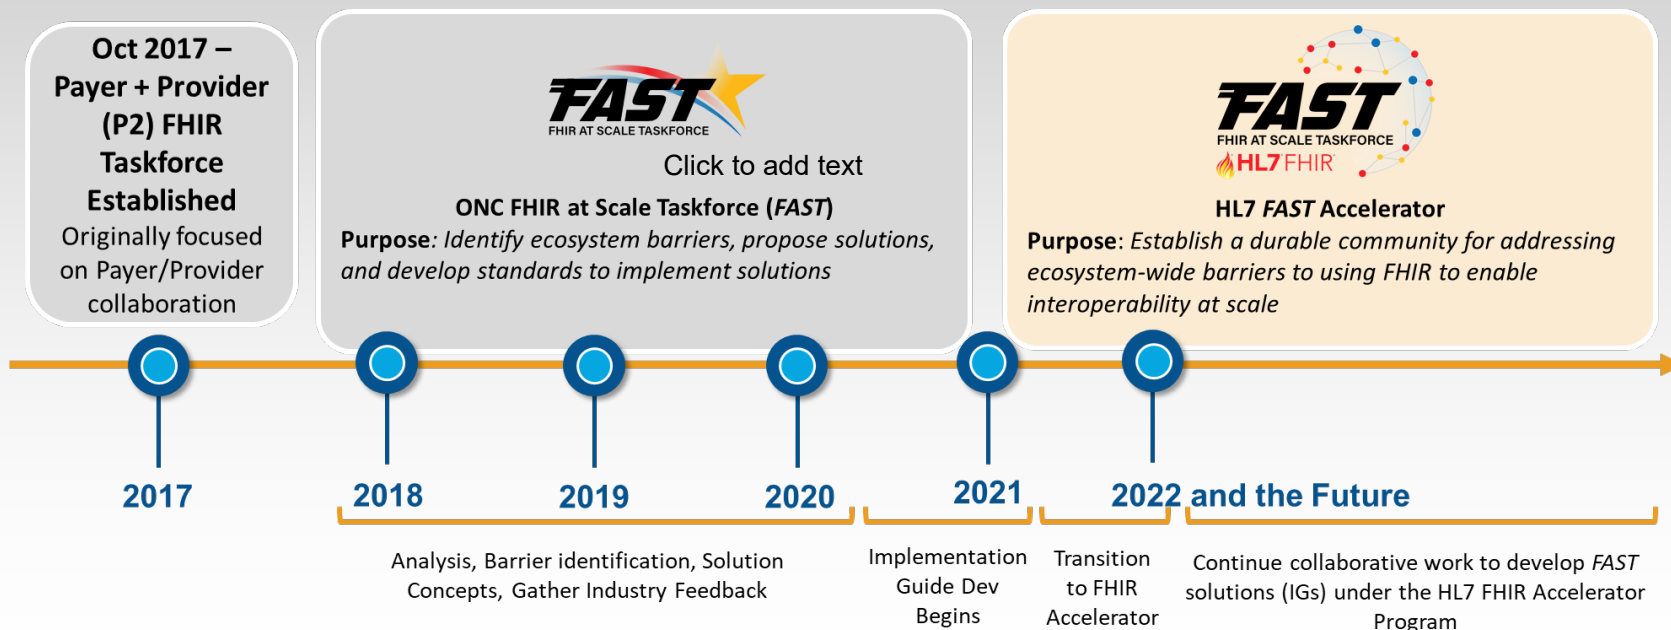 Oct 2017 –
Payer + Provider
(P2) FHIR
Taskforce
Established
Originally focused
on Payer/Provider
collaboration
FAST
FHIR AT SCALE TASKFORCE
Click to add text
ONC FHIR at Scale Taskforce (FAST)
Purpose: Identify ecosystem barriers, propose solutions,
and develop standards to implement solutions
FAST
FHIR AT SCALE TASKFORCE
HL7 FHIR
HL7 FAST Accelerator
Purpose: Establish a durable community for addressing
ecosystem-wide barriers to using FHIR to enable
interoperability at scale
2017
2018
2019
2020
2021
2022 and the Future
Analysis, Barrier identification, Solution
Concepts, Gather Industry Feedback
Implementation
Guide Dev
Begins
Transition
to FHIR
Accelerator
Continue collaborative work to develop FAST
solutions (IGs) under the HL7 FHIR Accelerator
Program